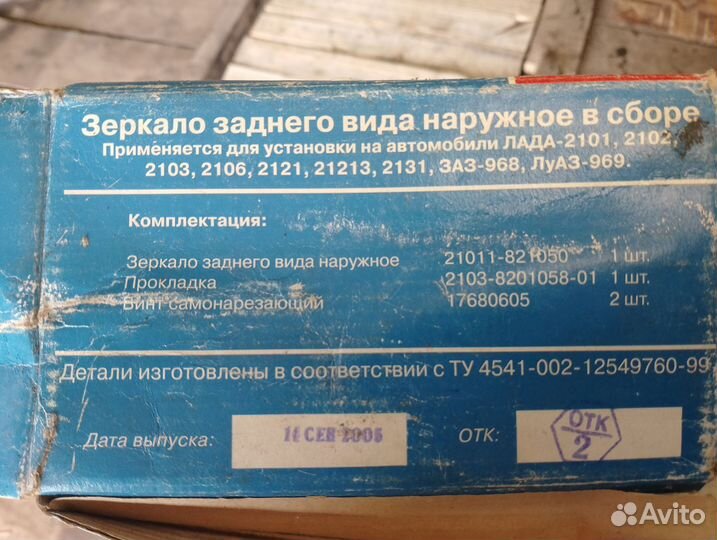 Зеркало заднего вида наружное в сборе
Применяется для установки на автомобили ЛАДА-2101, 2102,
2103, 2106, 2121, 21213, 2131, ЗАЗ-968, ЛуАЗ-969.
Комплектация:
Зеркало заднего вида наружное 21011-821050 1 шт.
Прокладка 2103-8201058-01 1 шт.
Винт самонарезающий 17680605 2 шт.
Детали изготовлены в соответствии с ТУ 4541-002-12549760-99
Дата выпуска: СЕН ОТК: ОТК
2
Avito